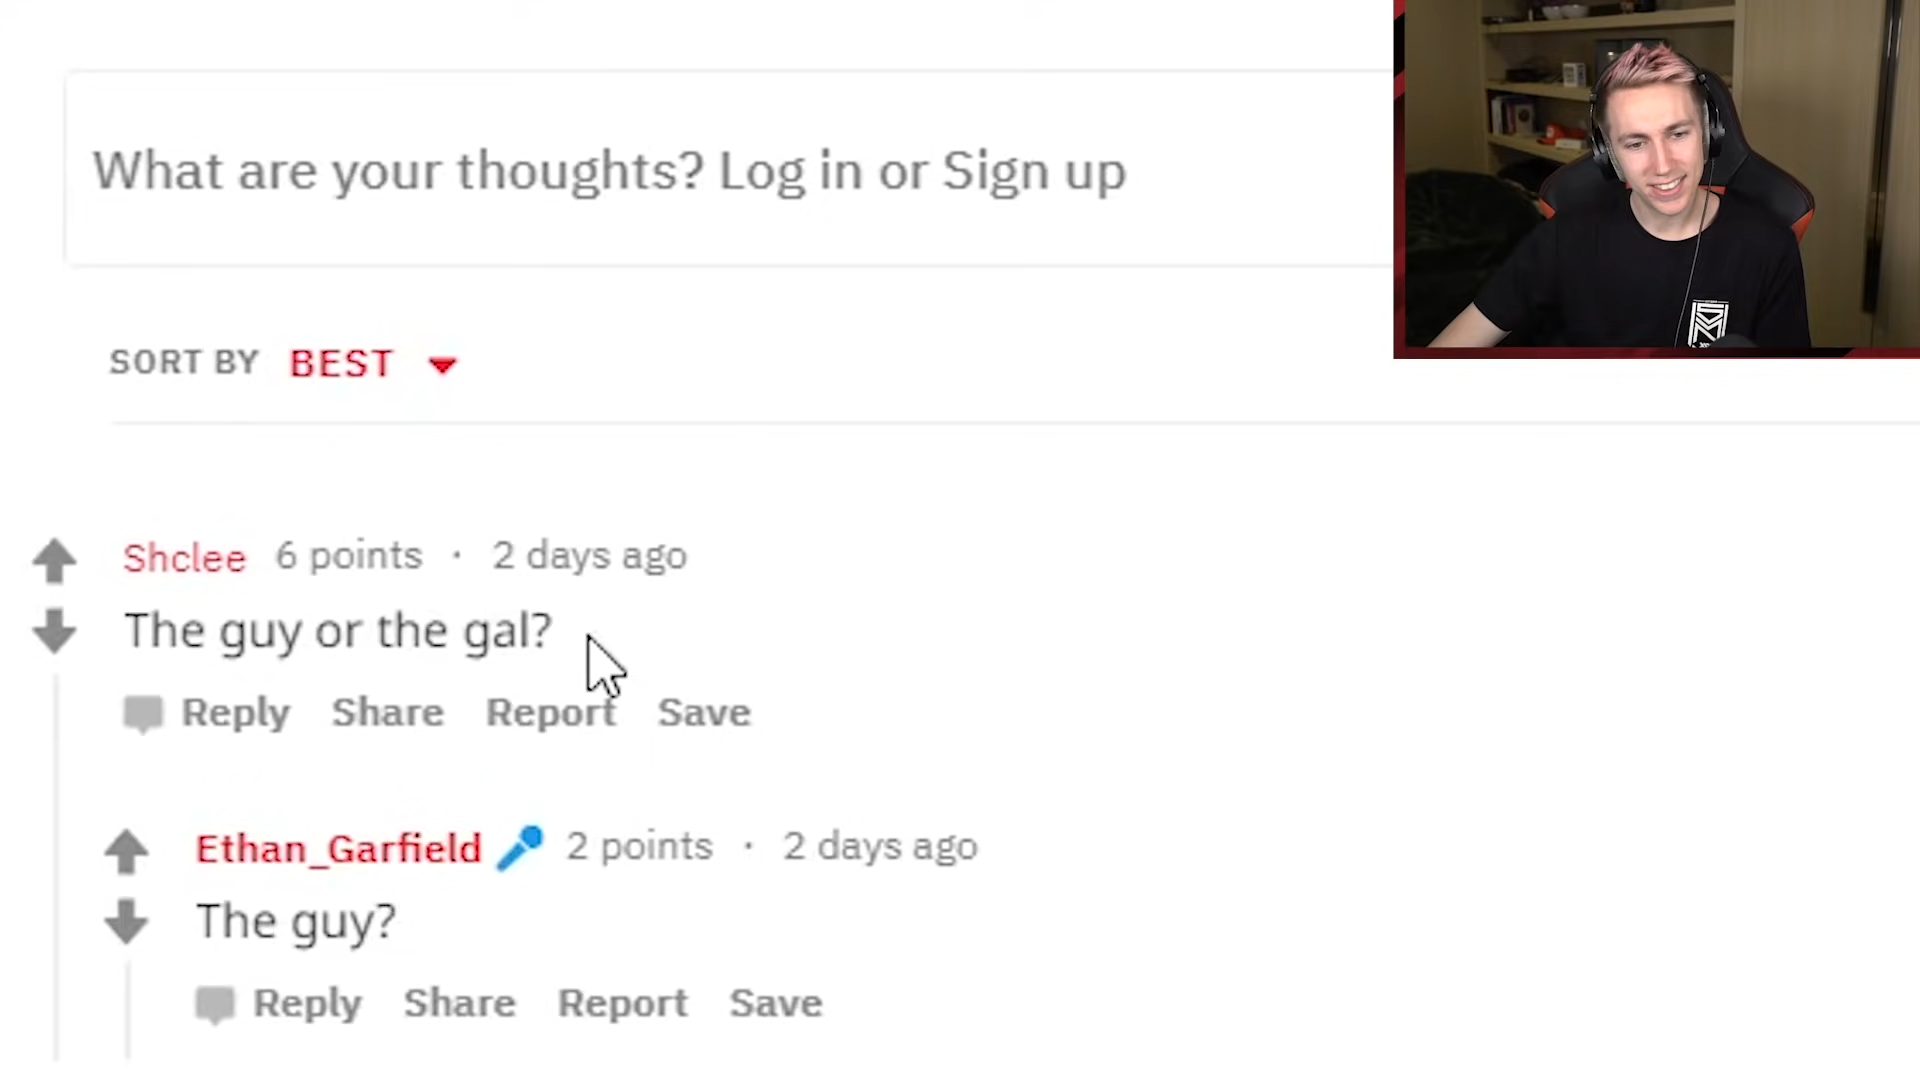 What are your thoughts? Log in or Sign up
SORT BY BEST
Shclee 6 points · 2 days ago
The guy or the gal?
Reply Share Report Save
Ethan_Garfield 2 points · 2 days ago
The guy?
Reply Share Report Save